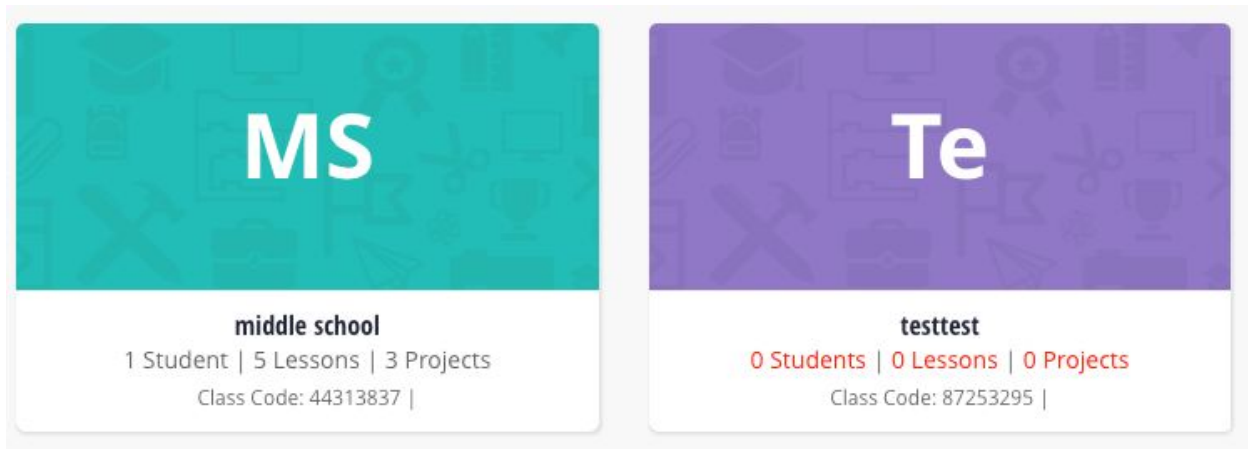 MS
middle school
1 Student | 5 Lessons | 3 Projects
Class Code: 44313837 |
Te
testtest
0 Students | 0 Lessons | 0 Projects
Class Code: 87253295 |